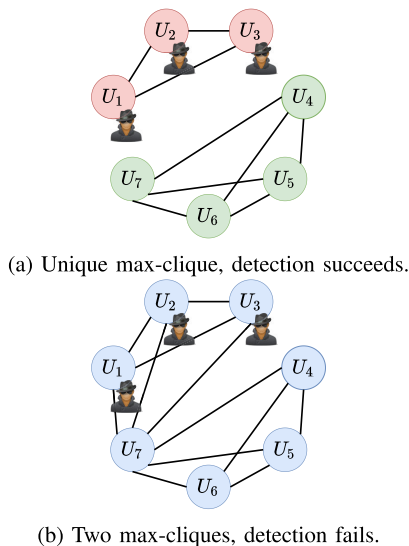 U2 U3
U1
U4
U7
U5
U6
(a) Unique max-clique, detection succeeds.
U2 U3
U1
U4
U7
U5
U6
(b) Two max-cliques, detection fails.